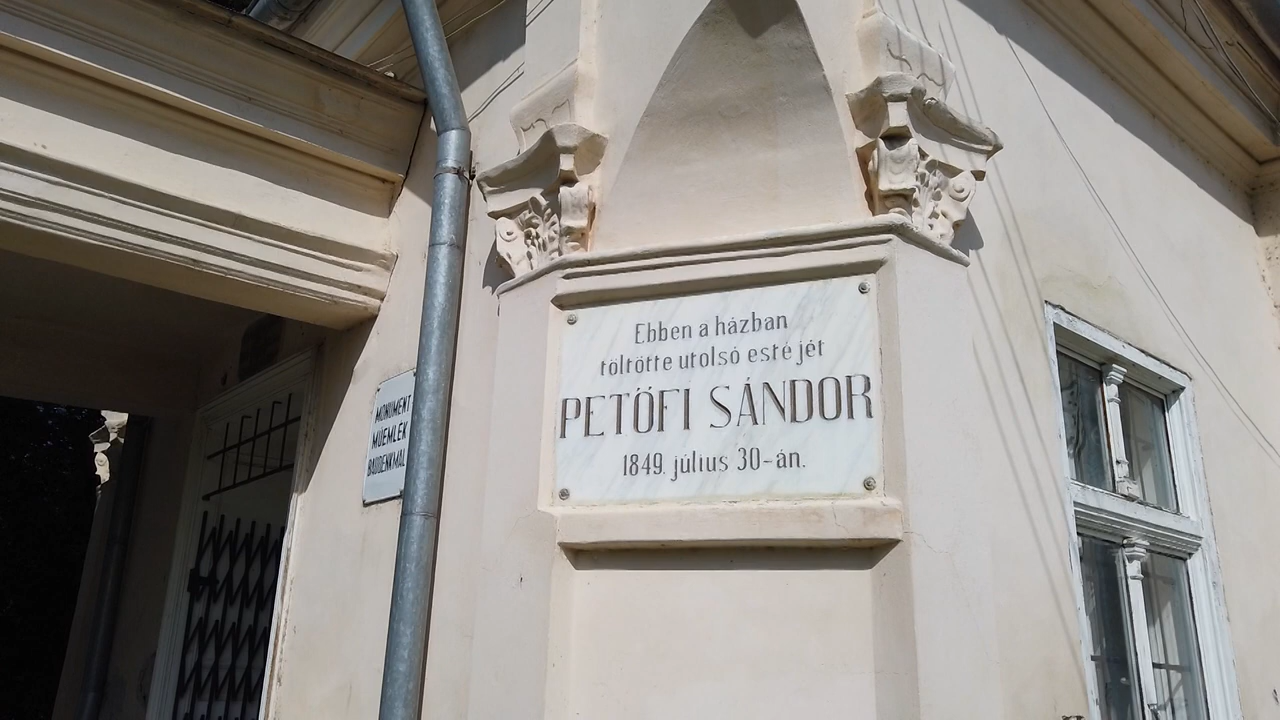 Ebben a házban
töltötte utolsó estéjét
PETŐFI SÁNDOR
1849. július 30-án.
MONUMENT
MŰEMLÉK
BAUDENKMAL